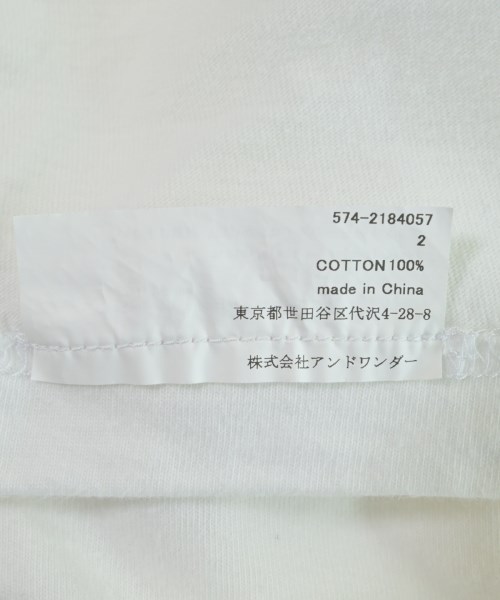 574-2184057
2
COTTON100%
made in China
東京都世田谷区代沢4-28-8
株式会社アンドワンダー